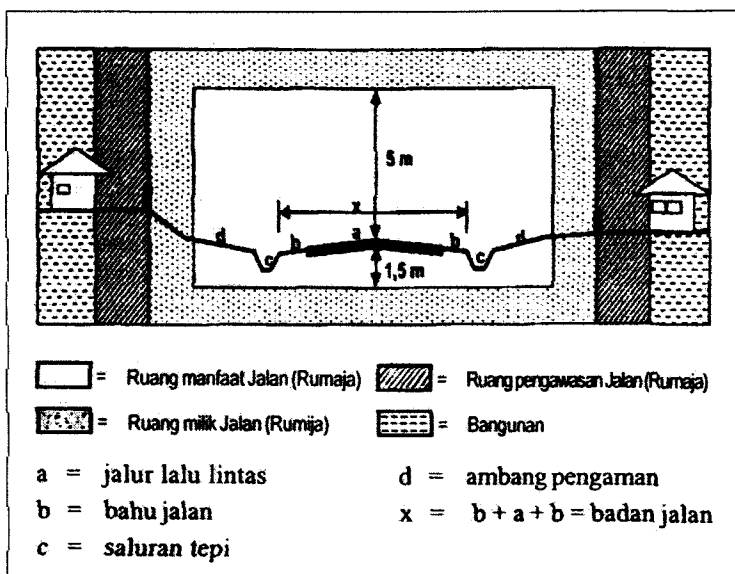 5 m
x
a
d b b d
c c
1,5 m
= Ruang manfaat Jalan (Rumaja) = Ruang pengawasan Jalan (Rumaja)
= Ruang milik Jalan (Rumija) = Bangunan
a = jalur lalu lintas d = ambang pengaman
b = bahu jalan x = b + a + b = badan jalan
c = saluran tepi